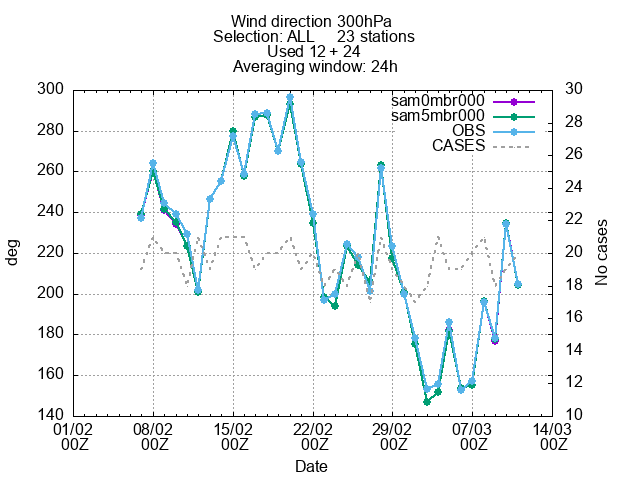 Wind direction 300hPa
Selection: ALL 23 stations
Used 12 + 24
Averaging window: 24h
300 30
sam0mbr000
sam5mbr000
OBS
CASES
280 28
26
260
24
240
22
220 20
deg
No cases
200 18
16
180
14
160
12
140 10
01/02 08/02 15/02 22/02 29/02 07/03 14/03
00Z 00Z 00Z 00Z 00Z 00Z 00Z
Date